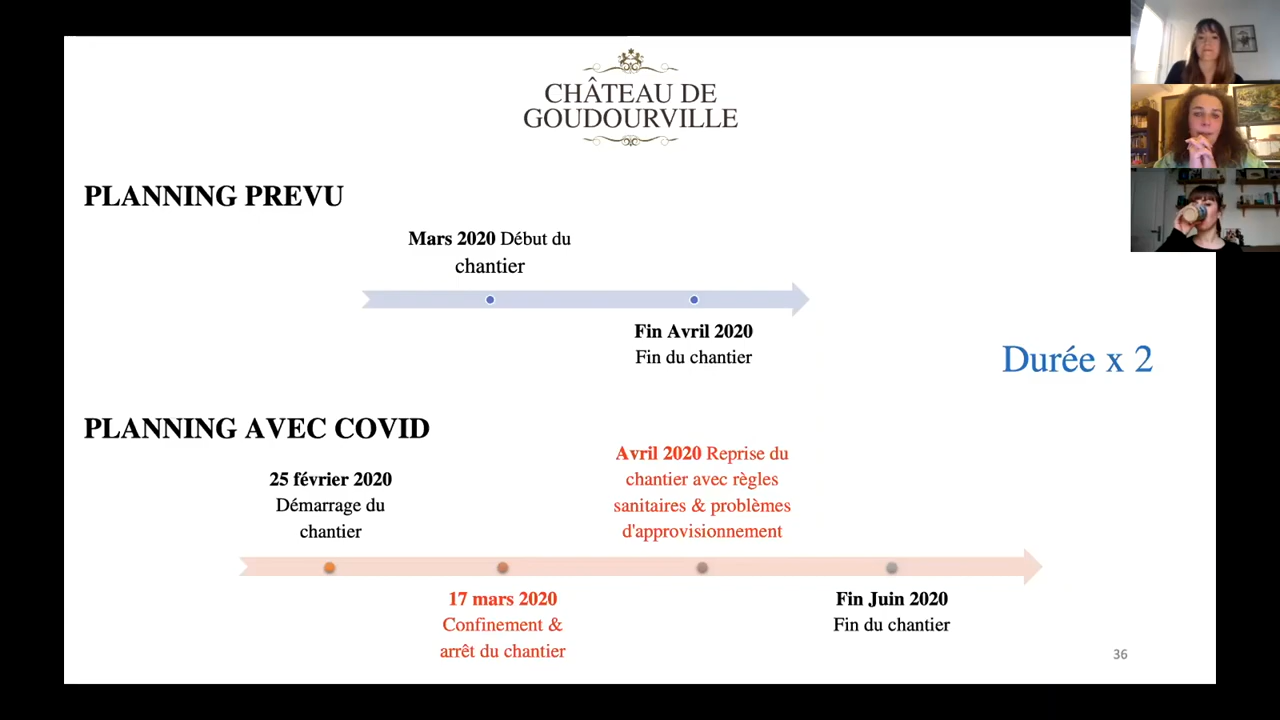 CHÂTEAU DE
GOUDOURVILLE
PLANNING PREVU
Mars 2020 Début du
chantier
Fin Avril 2020
Fin du chantier
Durée x 2
PLANNING AVEC COVID
25 février 2020
Démarrage du
chantier
Avril 2020 Reprise du
chantier avec règles
sanitaires & problèmes
d'approvisionnement
17 mars 2020
Confinement &
arrêt du chantier
Fin Juin 2020
Fin du chantier
36